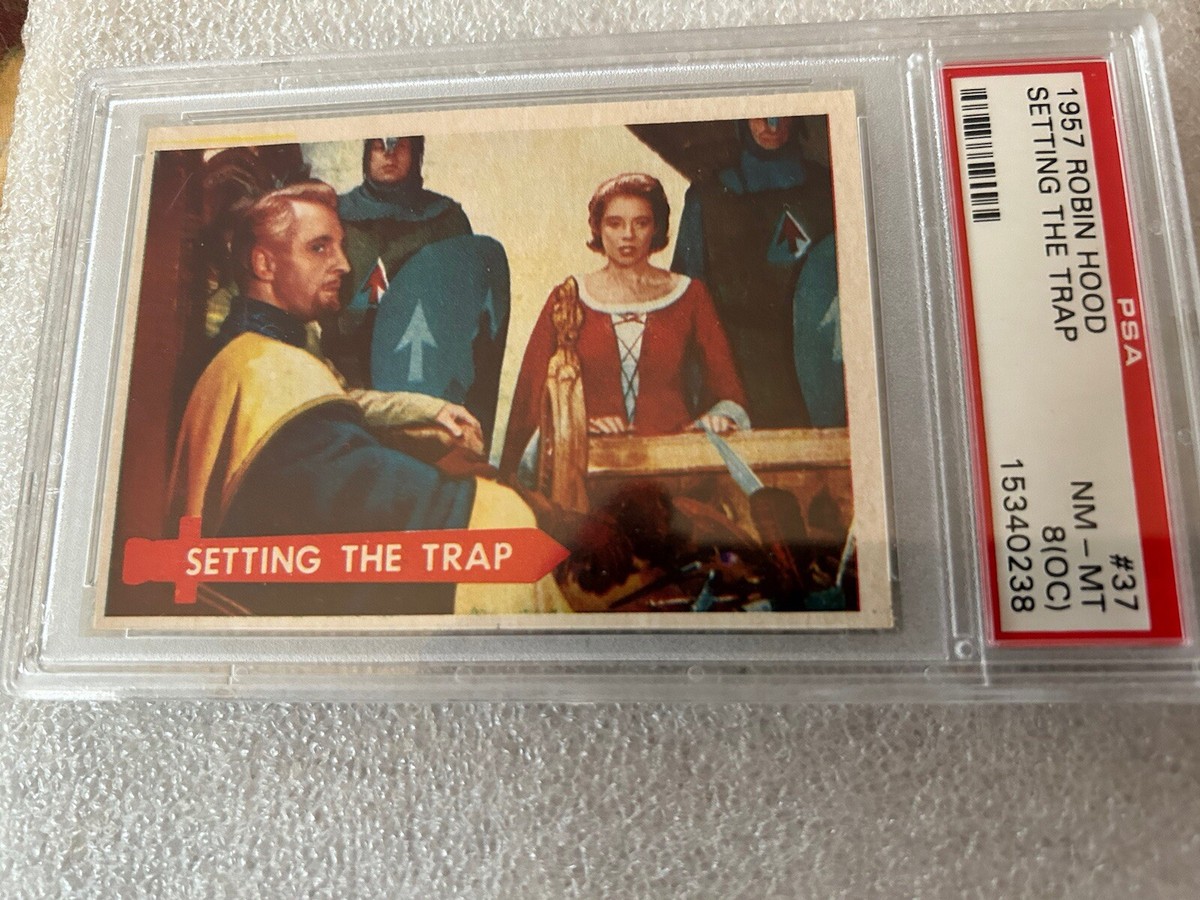 SETTING THE TRAP
1957 ROBIN HOOD #37
SETTING THE TRAP NM - MT
8(OC)
15340238
PSA